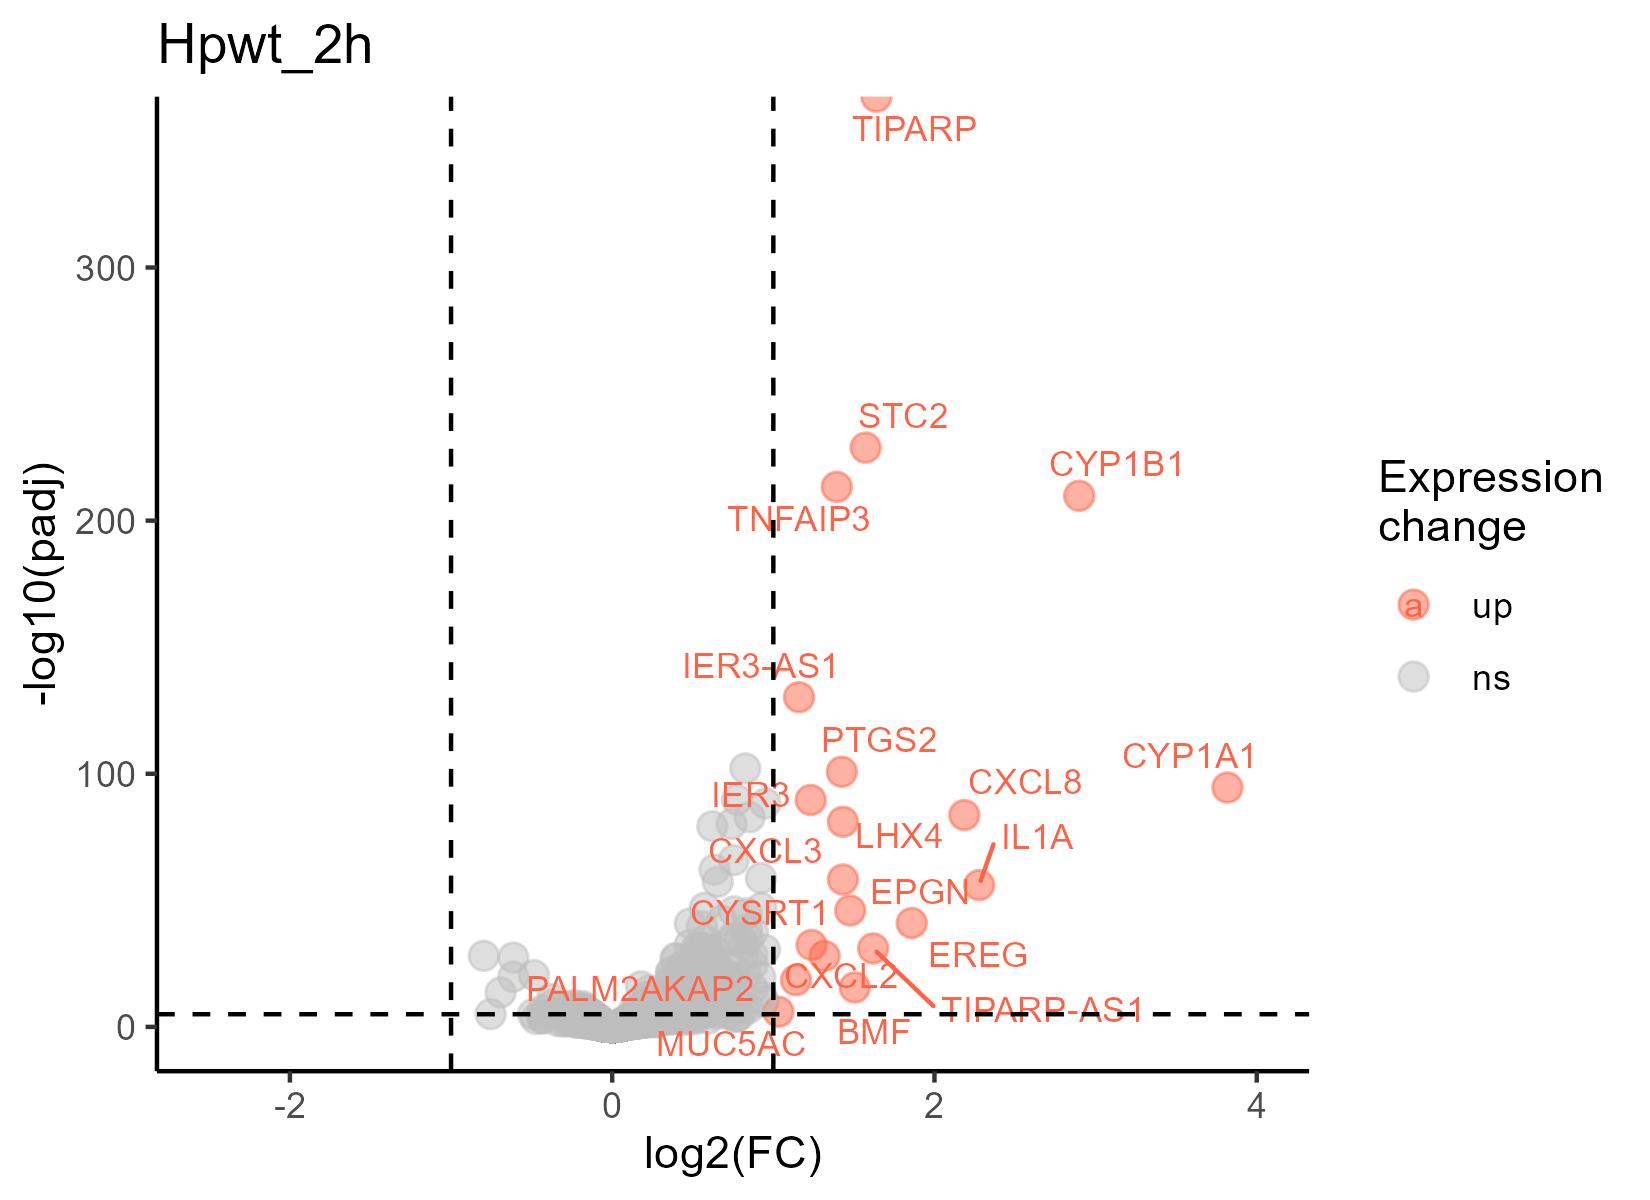 Hpwt_2h
TIPARP
300
STC2
CYP1B1
200
TNFAIP3
IER3-AS1
PTGS2
CYP1A1
100
CXCL8
IER3
LHX4
IL1A
CXCL3
EPGN
CYSRT1
EREG
CXCL2
PALM2AKAP2
TIPARP-AS1
0
BMF
MUC5AC
-2
0
2
4
log2(FC)
-log10(padj)
Expression
change
a up
ns